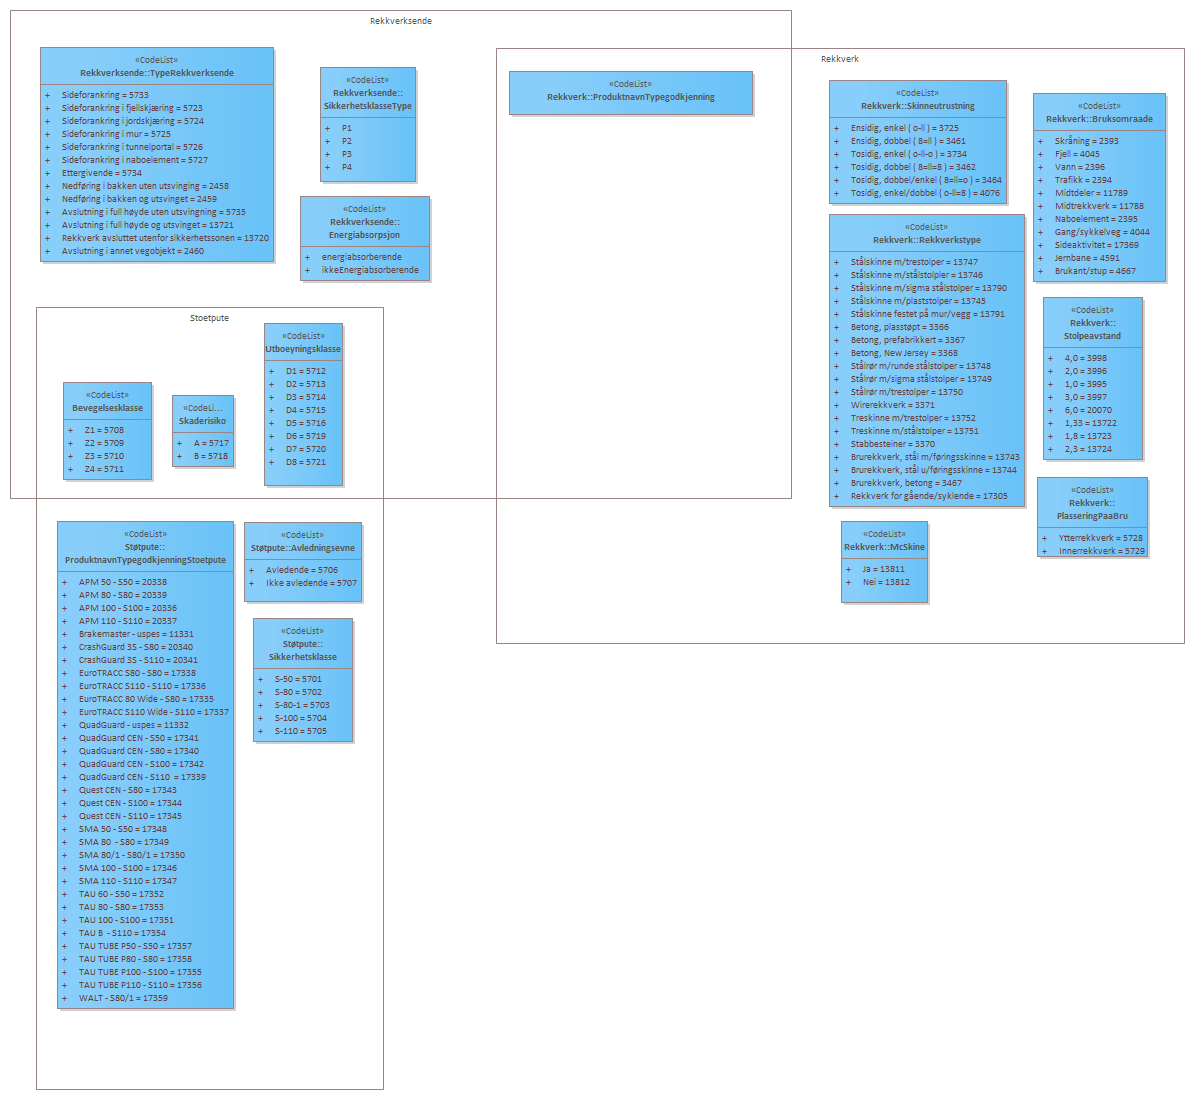 Rekkverksende
«CodeList»
Rekkverksende::TypeRekkverksende
+ Sideforankring = 5733
+ Sideforankring i fjellskjæring = 5723
+ Sideforankring i jordskjæring = 5724
+ Sideforankring i mur = 5725
+ Sideforankring i tunnelportal = 5726
+ Sideforankring i naboelement = 5727
+ Ettergivende = 5734
+ Nedføring i bakken uten utsvinging = 2458
+ Nedføring i bakken og utsvinget = 2459
+ Avslutning i full høyde uten utsvingning = 5735
+ Avslutning i full høyde og utsvinget = 13721
+ Rekkverk avsluttet utenfor sikkerhetssonen = 13720
+ Avslutning i annet vegobjekt = 2460
«CodeList»
Rekkverksende::
SikkerhetsklasseType
+ P1
+ P2
+ P3
+ P4
«CodeList»
Rekkverksende::
Energiabsorpsjon
+ energiabsorberende
+ ikkeEnergiabsorberende
Rekkverk
«CodeList»
Rekkverk::ProduktnavnTypegodkjenning
«CodeList»
Rekkverk::Skinneutrustning
+ Ensidig, enkel ( o-ll ) = 3725
+ Ensidig, dobbel ( 8=ll ) = 3461
+ Tosidig, enkel ( o-ll-o ) = 3734
+ Tosidig, dobbel ( 8=ll=8 ) = 3462
+ Tosidig, dobbel/enkel ( 8=ll=o ) = 3464
+ Tosidig, enkel/dobbel ( o-ll=8 ) = 4076
«CodeList»
Rekkverk::Bruksomraade
+ Skråning = 2393
+ Fjell = 4045
+ Vann = 2396
+ Trafikk = 2394
+ Midtdeler = 11789
+ Midtrekkverk = 11788
+ Naboelement = 2395
+ Gang/sykkelveg = 4044
+ Sideaktivitet = 17369
+ Jernbane = 4591
+ Brukant/stup = 4667
«CodeList»
Rekkverk::Rekkverkstype
+ Stålskinne m/trestolper = 13747
+ Stålskinne m/stålstolpler = 13746
+ Stålskinne m/sigma stålstolper = 13790
+ Stålskinne m/plaststolper = 13745
+ Stålskinne festet på mur/vegg = 13791
+ Betong, plasstøpt = 3366
+ Betong, prefabrikkert = 3367
+ Betong, New Jersey = 3368
+ Stålrør m/runde stålstolper = 13748
+ Stålrør m/sigma stålstolper = 13749
+ Stålrør m/trestolper = 13750
+ Wirerekkverk = 3371
+ Treskinne m/trestolper = 13752
+ Treskinne m/stålstolper = 13751
+ Stabbesteiner = 3370
+ Brurekkverk, stål m/føringsskinne = 13743
+ Brurekkverk, stål u/føringsskinne = 13744
+ Brurekkverk, betong = 3467
+ Rekkverk for gående/syklende = 17305
«CodeList»
Rekkverk::
Stolpeavstand
+ 4,0 = 3998
+ 2,0 = 3996
+ 1,0 = 3995
+ 3,0 = 3997
+ 6,0 = 20070
+ 1,33 = 13722
+ 1,8 = 13723
+ 2,3 = 13724
«CodeList»
Rekkverk::
PlasseringPaaBru
+ Ytterrekkverk = 5728
+ Innerrekkverk = 5729
«CodeList»
Rekkverk::McSkine
+ Ja = 13811
+ Nei = 13812
Stoetpute
«CodeList»
Bevegelsesklasse
+ Z1 = 5708
+ Z2 = 5709
+ Z3 = 5710
+ Z4 = 5711
«CodeLi...
Skaderisiko
+ A = 5717
+ B = 5718
«CodeList»
Utboeyningsklasse
+ D1 = 5712
+ D2 = 5713
+ D3 = 5714
+ D4 = 5715
+ D5 = 5716
+ D6 = 5719
+ D7 = 5720
+ D8 = 5721
«CodeList»
Støtpute::
ProduktnavnTypegodkjenningStoetpute
+ APM 50 - S50 = 20338
+ APM 80 - S80 = 20339
+ APM 100 - S100 = 20336
+ APM 110 - S110 = 20337
+ Brakemaster - uspes = 11331
+ CrashGuard 3S - S80 = 20340
+ CrashGuard 3S - S110 = 20341
+ EuroTRACC S80 - S80 = 17338
+ EuroTRACC S110 - S110 = 17336
+ EuroTRACC 80 Wide - S80 = 17335
+ EuroTRACC S110 Wide - S110 = 17337
+ QuadGuard - uspes = 11332
+ QuadGuard CEN - S50 = 17341
+ QuadGuard CEN - S80 = 17340
+ QuadGuard CEN - S100 = 17342
+ QuadGuard CEN - S110 = 17339
+ Quest CEN - S80 = 17343
+ Quest CEN - S100 = 17344
+ Quest CEN - S110 = 17345
+ SMA 50 - S50 = 17348
+ SMA 80 - S80 = 17349
+ SMA 80/1 - S80/1 = 17350
+ SMA 100 - S100 = 17346
+ SMA 110 - S110 = 17347
+ TAU 60 - S50 = 17352
+ TAU 80 - S80 = 17353
+ TAU 100 - S100 = 17351
+ TAU B - S110 = 17354
+ TAU TUBE P50 - S50 = 17357
+ TAU TUBE P80 - S80 = 17358
+ TAU TUBE P100 - S100 = 17355
+ TAU TUBE P110 - S110 = 17356
+ WALT - S80/1 = 17359
«CodeList»
Støtpute::Avledningsevne
+ Avledende = 5706
+ Ikke avledende = 5707
«CodeList»
Støtpute::
Sikkerhetsklasse
+ S-50 = 5701
+ S-80 = 5702
+ S-80-1 = 5703
+ S-100 = 5704
+ S-110 = 5705